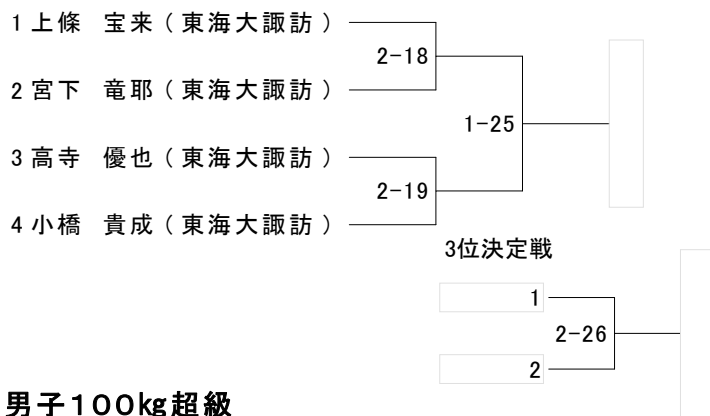 1 上條　宝来 ( 東海大諏訪 )
2-18
2 宮下　竜耶 ( 東海大諏訪 )
1-25
3 高寺　優也 ( 東海大諏訪 )
2-19
4 小橋　貴成 ( 東海大諏訪 )
3位決定戦
1
2-26
2
男子100kg超級